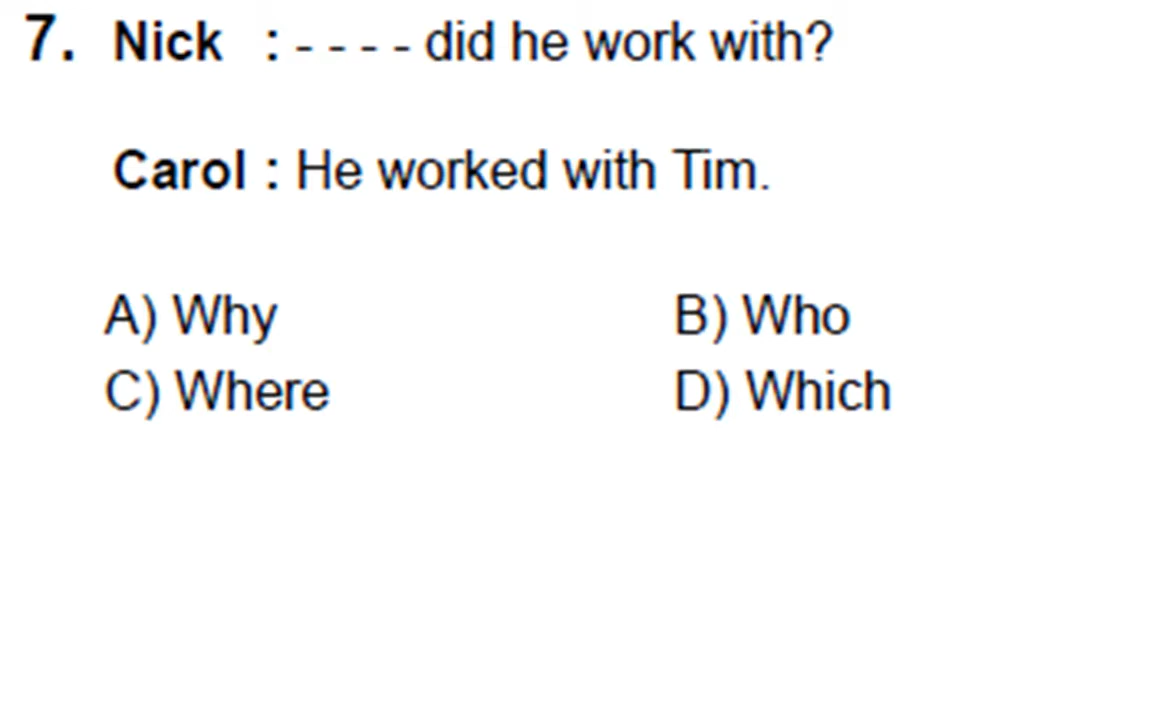 7. Nick : - - - - did he work with?
Carol : He worked with Tim.
A) Why B) Who
C) Where D) Which